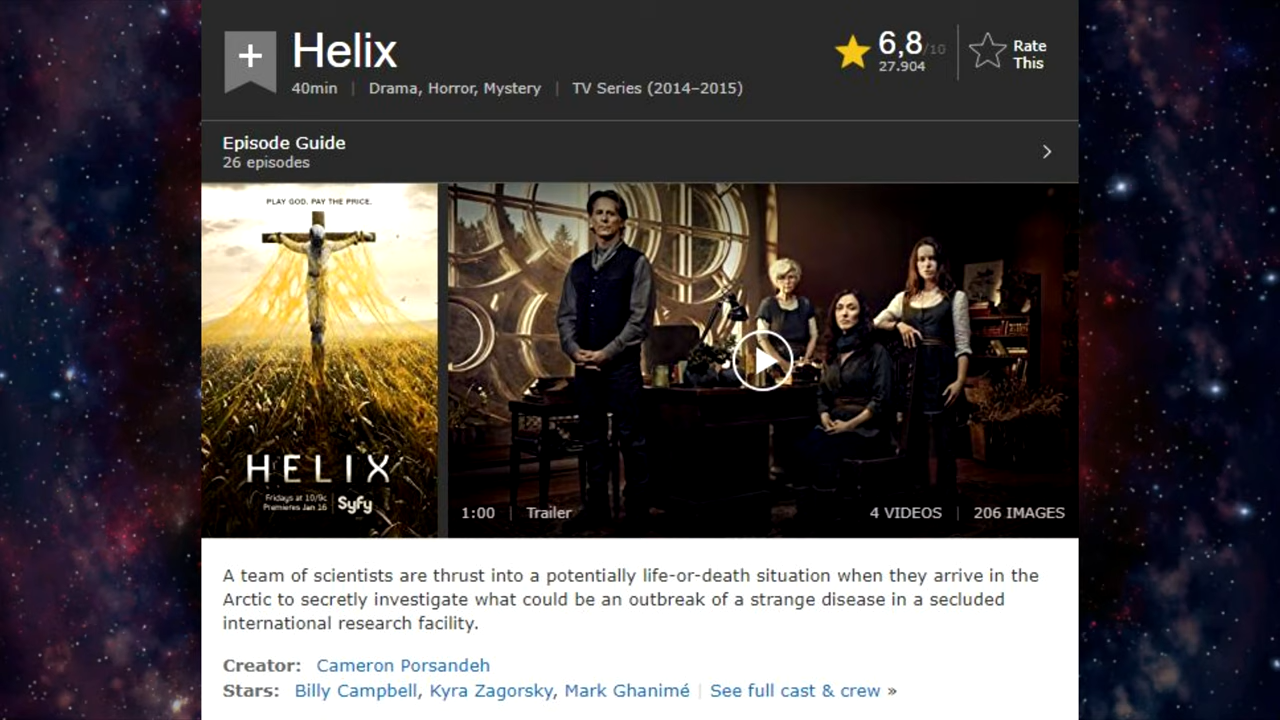 Helix
40min | Drama, Horror, Mystery | TV Series (2014–2015)
6,8/10
27.904
Rate
This
Episode Guide
26 episodes
PLAY GOD. PAY THE PRICE.
HELIX
Fridays at 10/9c
Premieres Jan 16
Syfy
1:00 | Trailer
4 VIDEOS | 206 IMAGES
A team of scientists are thrust into a potentially life-or-death situation when they arrive in the
Arctic to secretly investigate what could be an outbreak of a strange disease in a secluded
international research facility.
Creator: Cameron Porsandeh
Stars: Billy Campbell, Kyra Zagorsky, Mark Ghanimé | See full cast & crew »